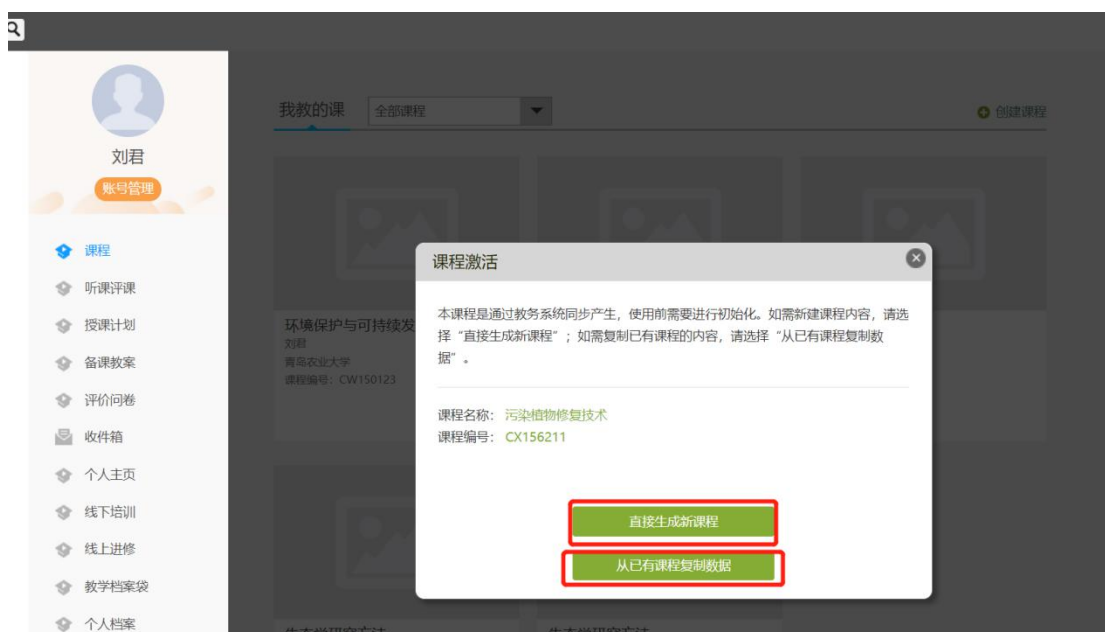 刘君
账号管理
课程
听课评课
授课计划
备课教案
评价问卷
收件箱
个人主页
线下培训
线上进修
教学档案袋
个人档案
我教的课 全部课程
创建课程
环境保护与可持续发
刘君
青岛农业大学
课程编号：CW150123
课程激活
本课程是通过教务系统同步产生，使用前需要进行初始化。如需新建课程内容，请选
择“直接生成新课程”；如需复制已有课程的内容，请选择“从已有课程复制数
据”。
课程名称： 污染植物修复技术
课程编号： CX156211
直接生成新课程
从已有课程复制数据